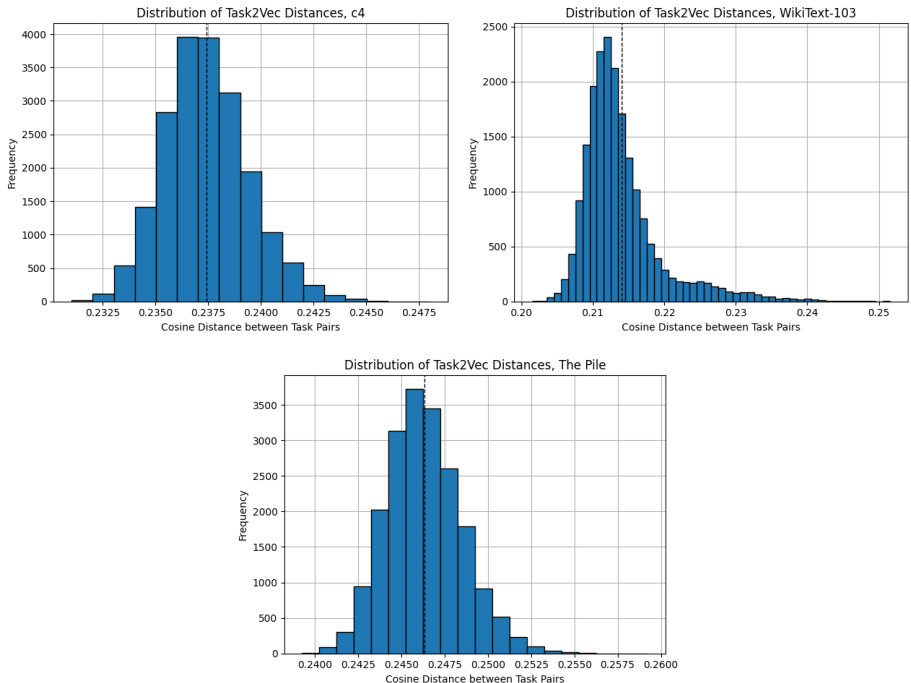 Distribution of Task2Vec Distances, c4
4000
3500
3000
2500
2000
1500
1000
500
0
Frequency
0.2325 0.2350 0.2375 0.2400 0.2425 0.2450 0.2475
Cosine Distance between Task Pairs
Distribution of Task2Vec Distances, WikiText-103
2500
2000
1500
1000
500
0
Frequency
0.20 0.21 0.22 0.23 0.24 0.25
Cosine Distance between Task Pairs
Distribution of Task2Vec Distances, The Pile
3500
3000
2500
2000
1500
1000
500
0
Frequency
0.2400 0.2425 0.2450 0.2475 0.2500 0.2525 0.2550 0.2575 0.2600
Cosine Distance between Task Pairs